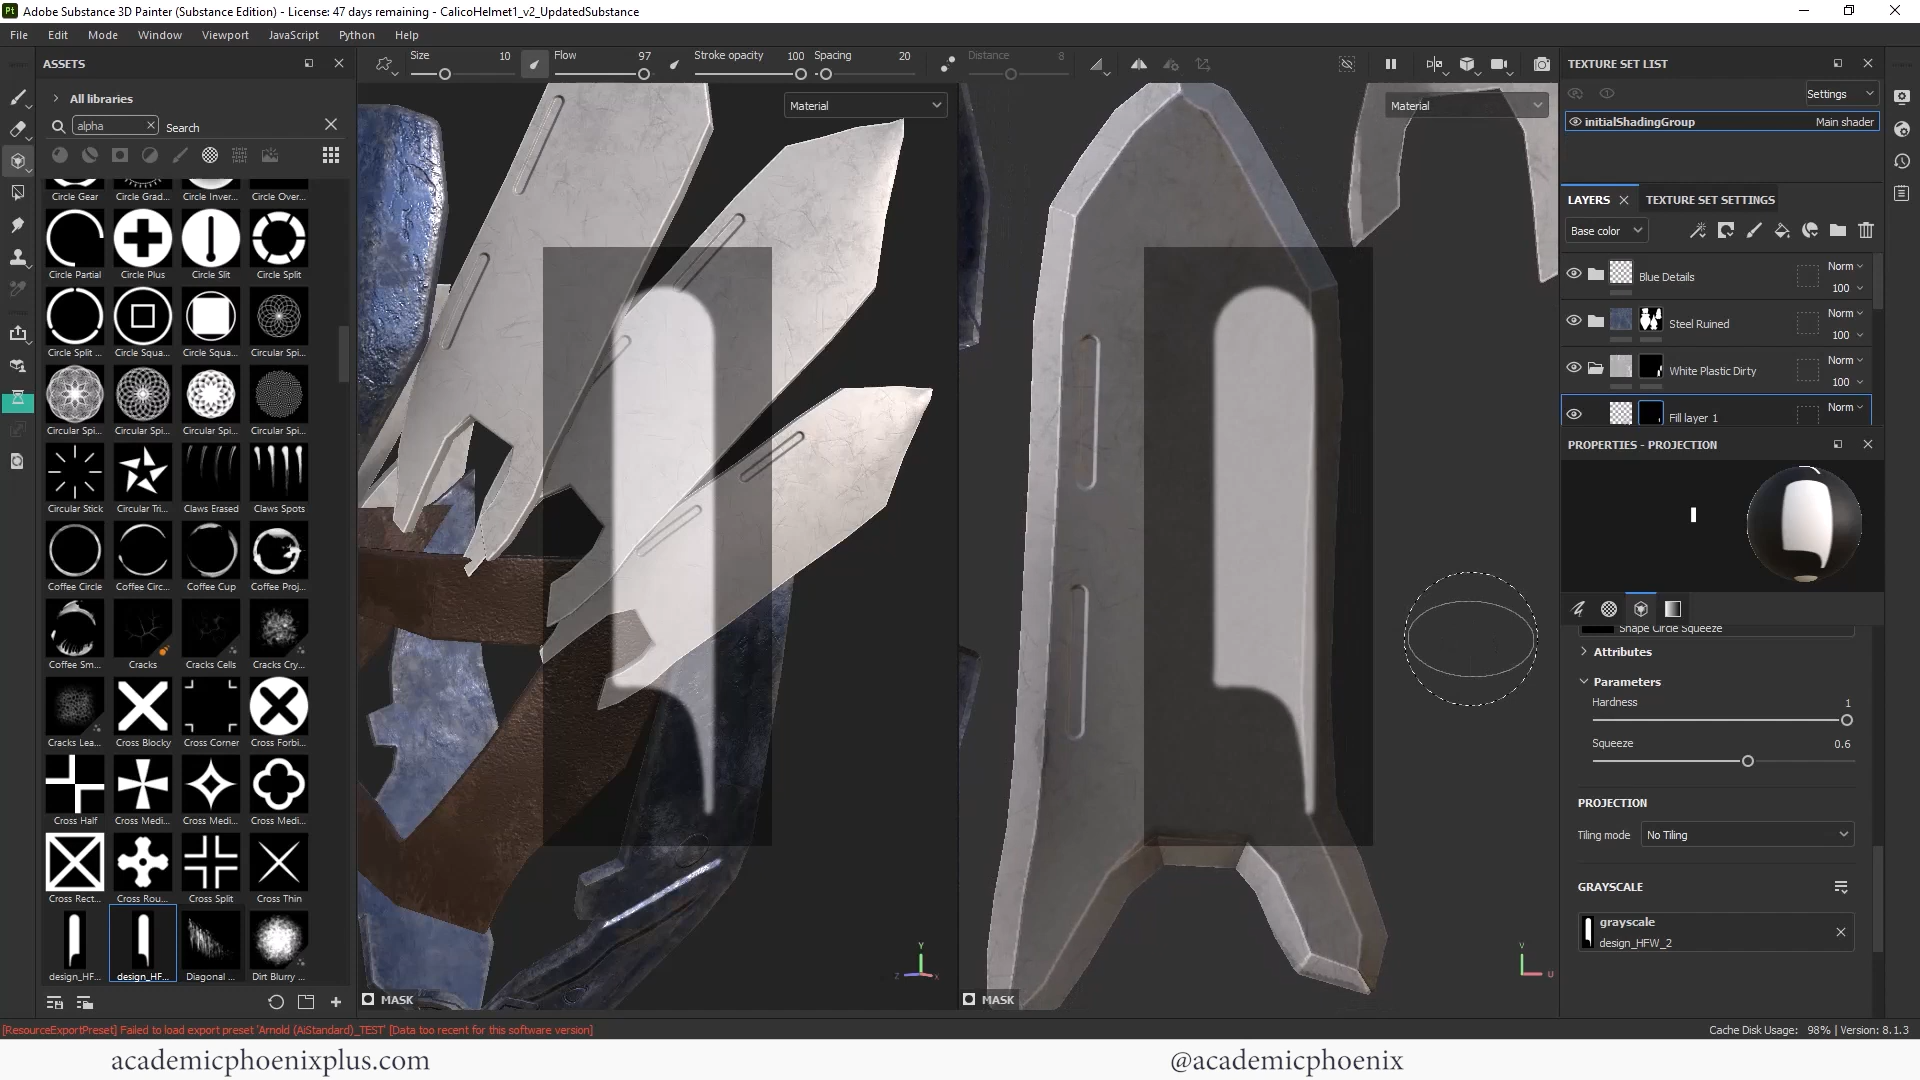 Pt Adobe Substance 3D Painter (Substance Edition) - License: 47 days remaining - CalicoHelmet1_v2_UpdatedSubstance
File Edit Mode Window Viewport JavaScript Python Help
ASSETS
All libraries
alpha Search
Circle Gear Circle Grad... Circle Inver... Circle Over...
Circle Partial Circle Plus Circle Slit Circle Split
Circle Split ... Circle Squa... Circle Squa... Circular Spi...
Circular Spi... Circular Spi... Circular Spi... Circular Spi...
Circular Stick Circular Tri... Claws Erased Claws Spots
Coffee Circle Coffee Circ... Coffee Cup Coffee Proj...
Coffee Sm... Cracks Cracks Cells Cracks Cry...
Cracks Lea... Cross Blocky Cross Corner Cross Forbi...
Cross Half Cross Medi... Cross Medi... Cross Medi...
Cross Rect... Cross Rou... Cross Split Cross Thin
design_HF... design_HF... Diagonal ... Dirt Blurry ...
Size 10 Flow 97 Stroke opacity 100 Spacing 20 Distance 8
Material
Material
Y
Z X
V
U
MASK
MASK
TEXTURE SET LIST
Settings
initialShadingGroup Main shader
LAYERS TEXTURE SET SETTINGS
Base color
Blue Details Norm 100
Steel Ruined Norm 100
White Plastic Dirty Norm 100
Fill layer 1 Norm
PROPERTIES - PROJECTION
Shape Circle Squeeze
Attributes
Parameters
Hardness 1
Squeeze 0.6
PROJECTION
Tiling mode No Tiling
GRAYSCALE
grayscale
design_HFW_2
[ResourceExportPreset] Failed to load export preset 'Arnold (AiStandard)_TEST' [Data too recent for this software version]
Cache Disk Usage: 98% | Version: 8.1.3
academicphoenixplus.com
@academicphoenix